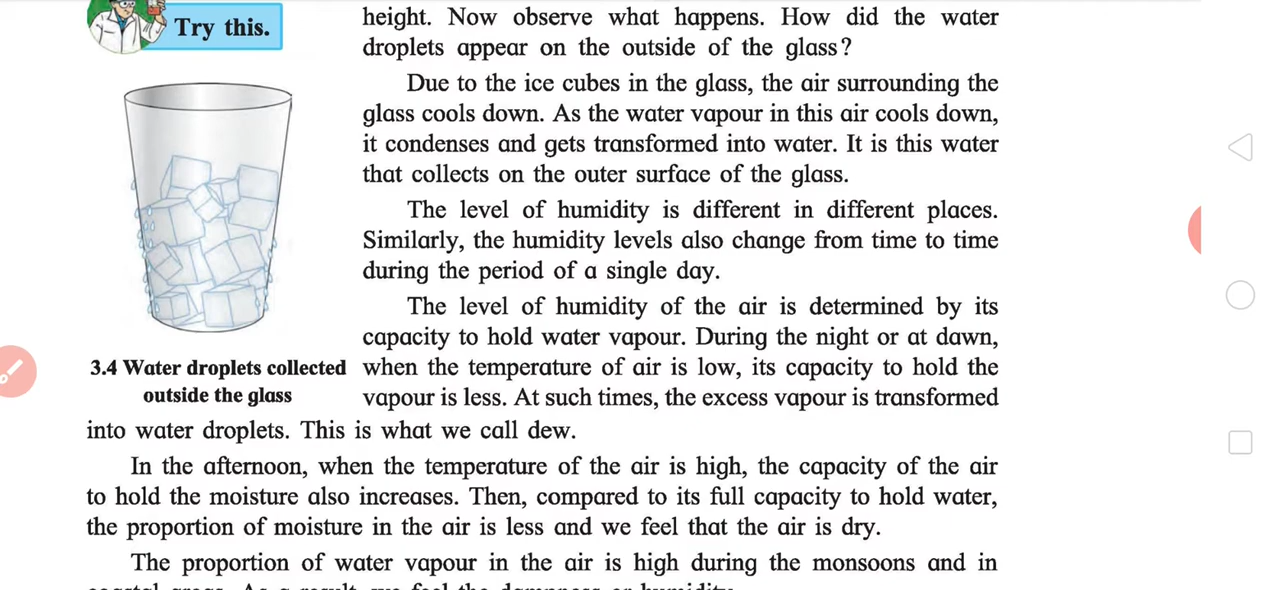 Try this.
height. Now observe what happens. How did the water
droplets appear on the outside of the glass?
Due to the ice cubes in the glass, the air surrounding the
glass cools down. As the water vapour in this air cools down,
it condenses and gets transformed into water. It is this water
that collects on the outer surface of the glass.
The level of humidity is different in different places.
Similarly, the humidity levels also change from time to time
during the period of a single day.
The level of humidity of the air is determined by its
capacity to hold water vapour. During the night or at dawn,
3.4 Water droplets collected
outside the glass
when the temperature of air is low, its capacity to hold the
vapour is less. At such times, the excess vapour is transformed
into water droplets. This is what we call dew.
In the afternoon, when the temperature of the air is high, the capacity of the air
to hold the moisture also increases. Then, compared to its full capacity to hold water,
the proportion of moisture in the air is less and we feel that the air is dry.
The proportion of water vapour in the air is high during the monsoons and in
coastal areas. As a result, we feel the dampness or humidity.